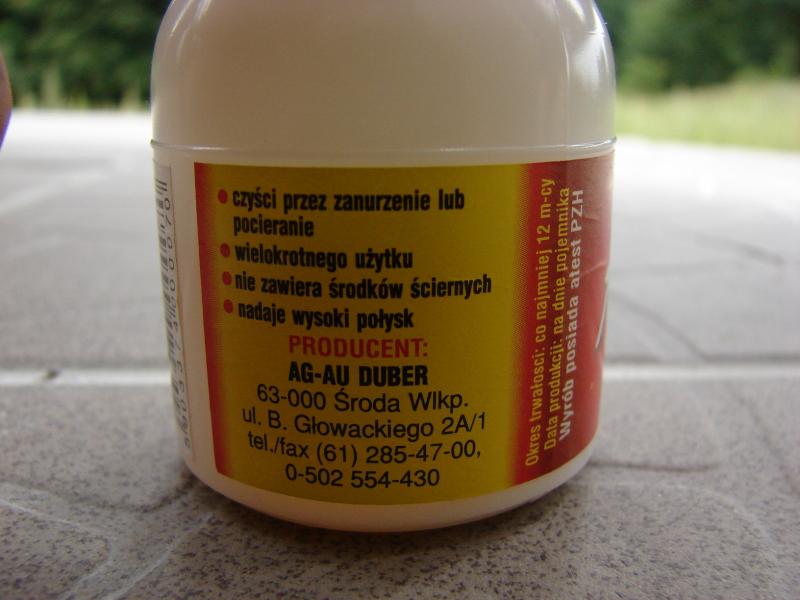 czyści przez zanurzenie lub
pocieranie
wielokrotnego użytku
nie zawiera środków ściernych
nadaje wysoki połysk
PRODUCENT:
AG-AU DUBER
63-000 Środa Wlkp.
ul. B. Głowackiego 2A/1
tel./fax (61) 285-47-00,
0-502 554-430
Okres trwałości: co najmniej 12 m-cy
Data produkcji: na dnie pojemnika
Wyrób posiada atest PZH